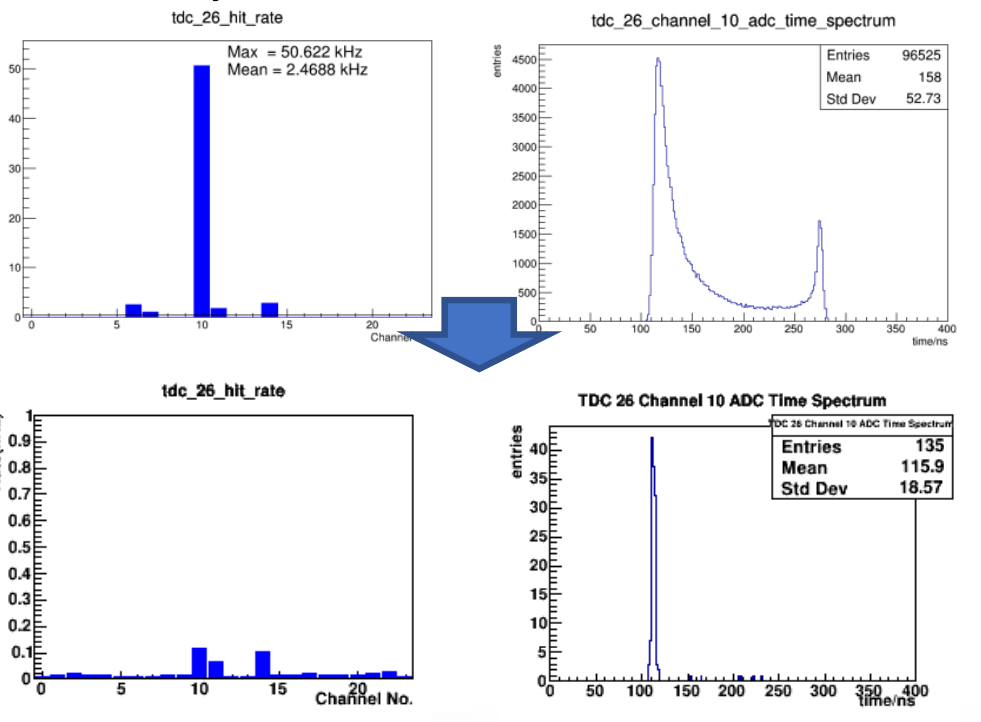 tdc_26_hit_rate
Max = 50.622 kHz
Mean = 2.4688 kHz
50
40
30
20
10
0
0 5 10 15 20
Channel
tdc_26_channel_10_adc_time_spectrum
entries
Entries 96525
Mean 158
Std Dev 52.73
4500
4000
3500
3000
2500
2000
1500
1000
500
0
0 50 100 150 200 250 300 350 400
time/ns
tdc_26_hit_rate
1
0.9
0.8
0.7
0.6
0.5
0.4
0.3
0.2
0.1
0
0 5 10 15 20
Channel No.
TDC 26 Channel 10 ADC Time Spectrum
TDC 26 Channel 10 ADC Time Spectrum
Entries 135
Mean 115.9
Std Dev 18.57
entries
40
35
30
25
20
15
10
5
0
0 50 100 150 200 250 300 350 400
time/ns